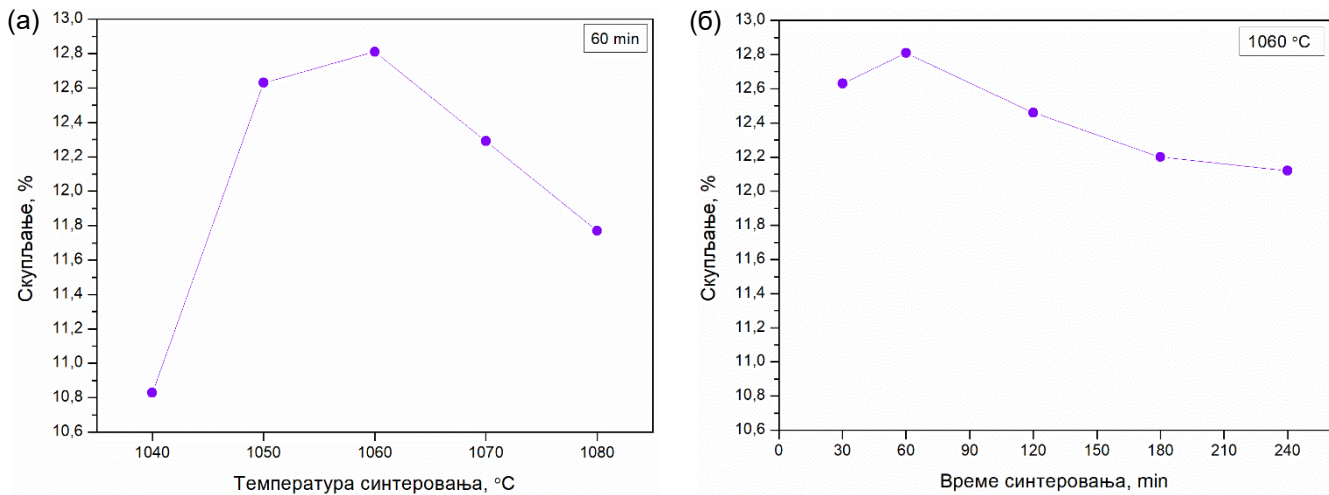 (а)
60 min
Скупљање, %
13,0
12,8
12,6
12,4
12,2
12,0
11,8
11,6
11,4
11,2
11,0
10,8
10,6
1040 1050 1060 1070 1080
Температура синтеровања, °C
(б)
1060 °C
Скупљање, %
13,0
12,8
12,6
12,4
12,2
12,0
11,8
11,6
11,4
11,2
11,0
10,8
10,6
0 30 60 90 120 150 180 210 240
Време синтеровања, min